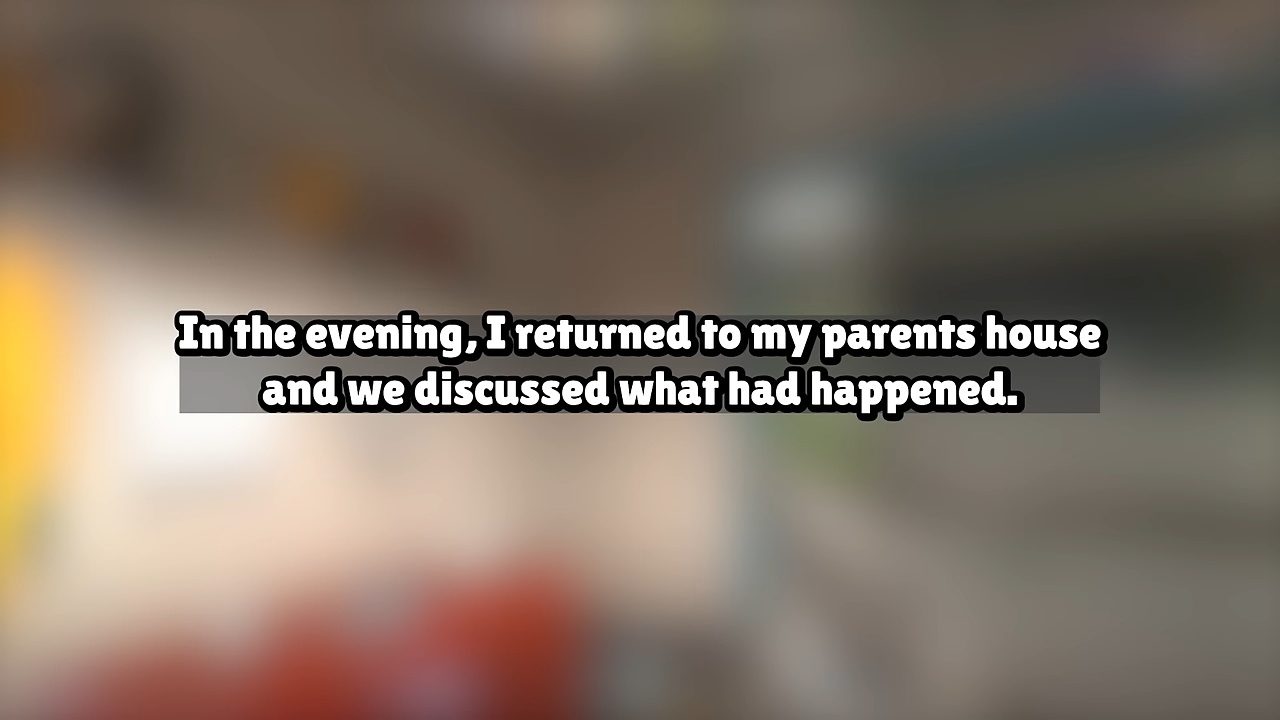 In the evening, I returned to my parents house
and we discussed what had happened.